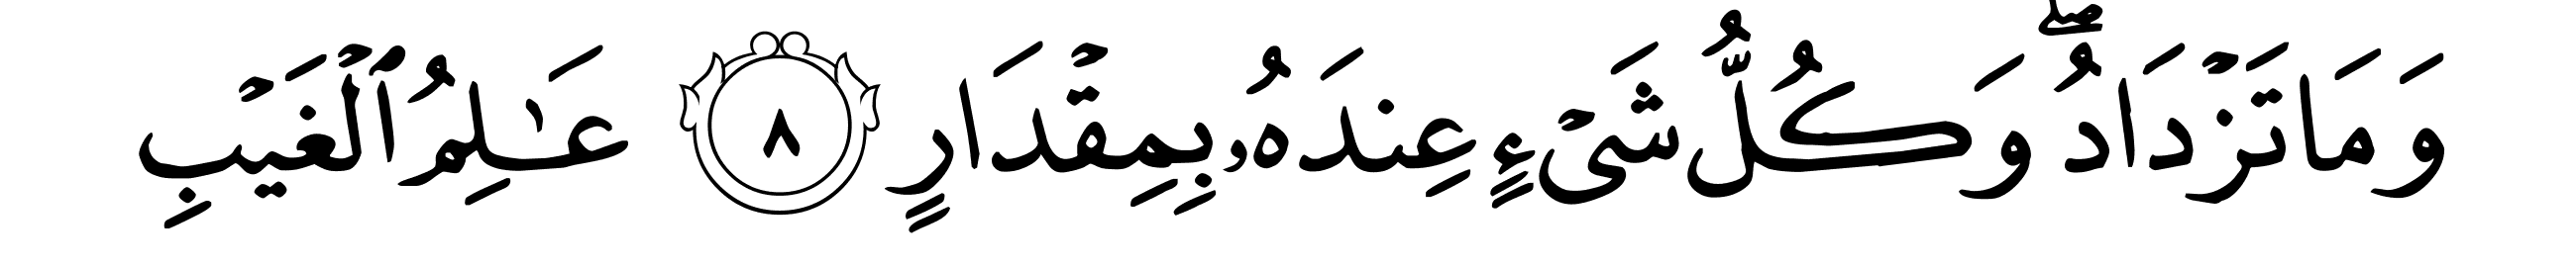 وَمَا تَزْدَادُ ۖ وَكُلُّ شَىْءٍ عِندَهُۥ بِمِقْدَارٍ ٨ عَـٰلِمُ ٱلْغَيْبِ